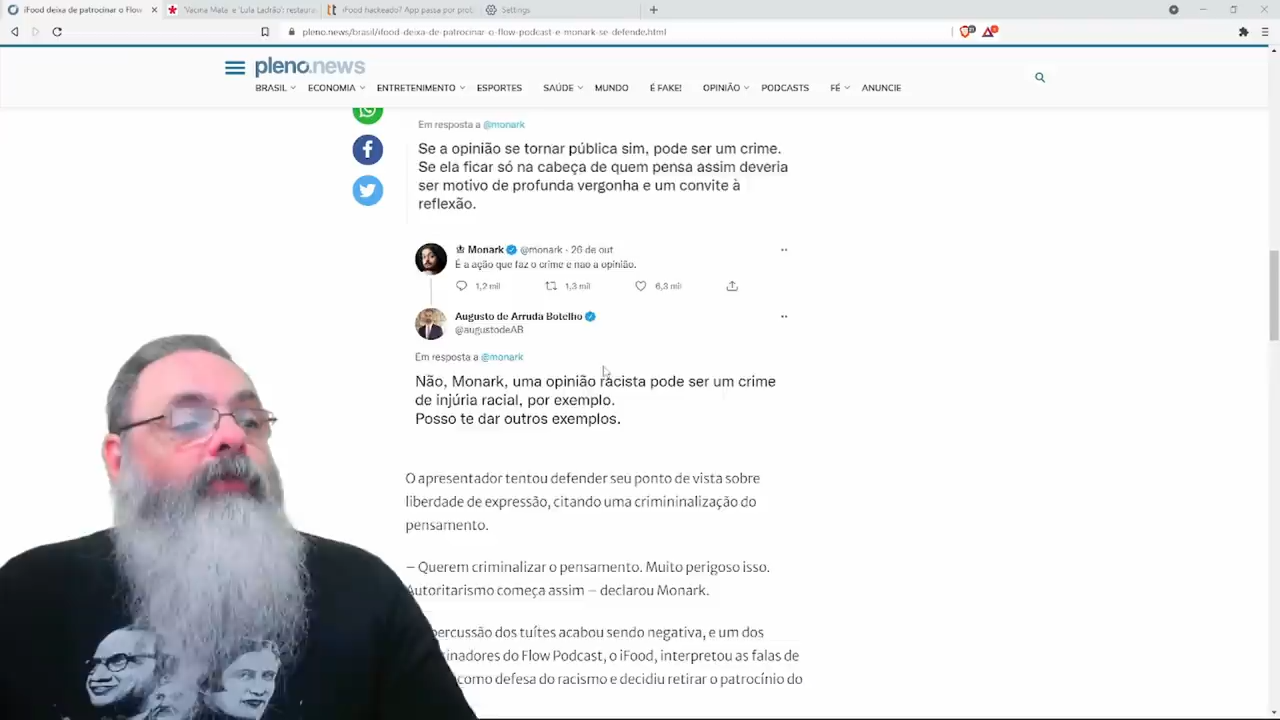 iFood deixa de patrocinar o Flow
'Vacina Mata' e 'Lula Ladrão': restaura
iFood hackeado? App passa por prob
Settings
pleno.news/brasil/ifood-deixa-de-patrocinar-o-flow-podcast-e-monark-se-defende.html
pleno.news
BRASIL ECONOMIA ENTRETENIMENTO ESPORTES SAÚDE MUNDO É FAKE! OPINIÃO PODCASTS FÉ ANUNCIE
Em resposta a @monark
Se a opinião se tornar pública sim, pode ser um crime.
Se ela ficar só na cabeça de quem pensa assim deveria
ser motivo de profunda vergonha e um convite à
reflexão.
Monark @monark · 26 de out
É a ação que faz o crime e nao a opinião.
1,2 mil 1,3 mil 6,3 mil
Augusto de Arruda Botelho
@augustodeAB
Em resposta a @monark
Não, Monark, uma opinião racista pode ser um crime
de injúria racial, por exemplo.
Posso te dar outros exemplos.
O apresentador tentou defender seu ponto de vista sobre
liberdade de expressão, citando uma crimininalização do
pensamento.
– Querem criminalizar o pensamento. Muito perigoso isso.
Autoritarismo começa assim – declarou Monark.
percussão dos tuítes acabou sendo negativa, e um dos
inadores do Flow Podcast, o iFood, interpretou as falas de
como defesa do racismo e decidiu retirar o patrocínio do